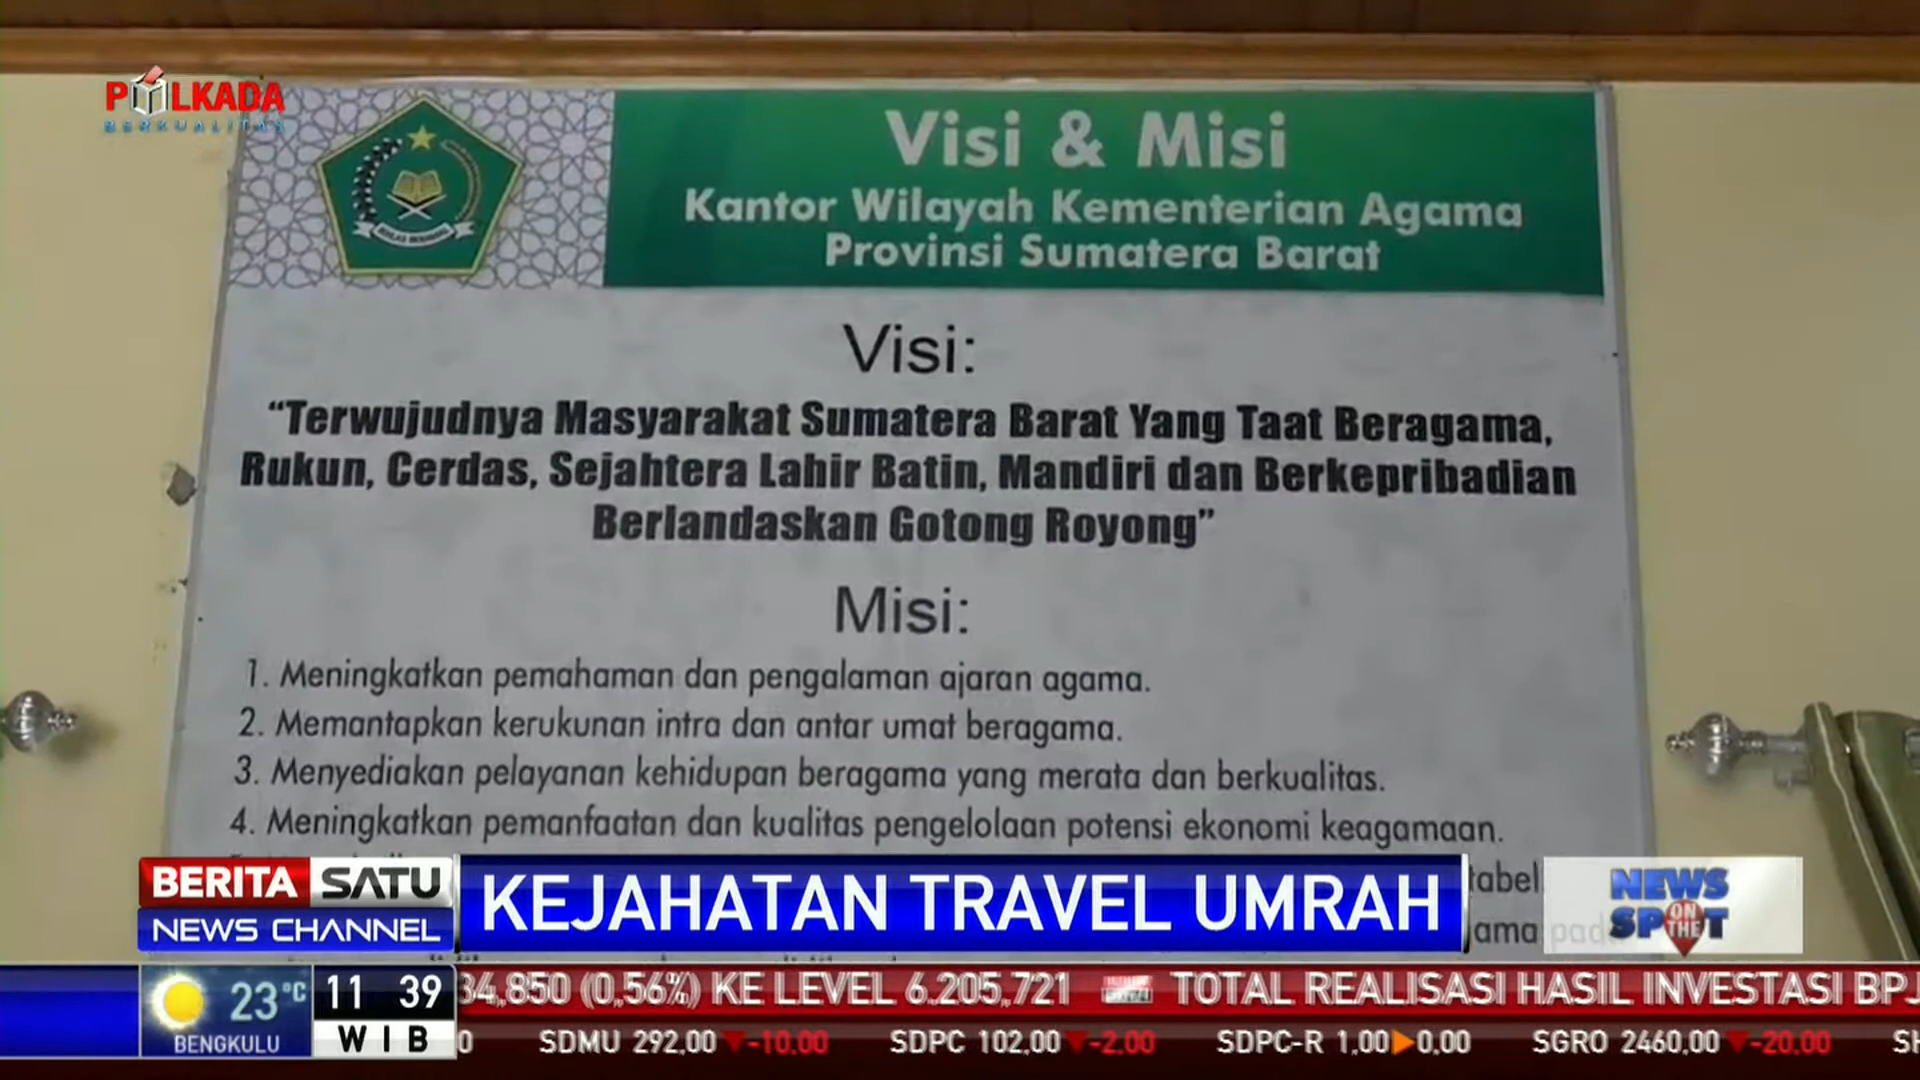 PILKADA
BERKUALITAS
Visi & Misi
Kantor Wilayah Kementerian Agama
Provinsi Sumatera Barat
Visi:
“Terwujudnya Masyarakat Sumatera Barat Yang Taat Beragama,
Rukun, Cerdas, Sejahtera Lahir Batin, Mandiri dan Berkepribadian
Berlandaskan Gotong Royong”
Misi:
1. Meningkatkan pemahaman dan pengalaman ajaran agama.
2. Memantapkan kerukunan intra dan antar umat beragama.
3. Menyediakan pelayanan kehidupan beragama yang merata dan berkualitas.
4. Meningkatkan pemanfaatan dan kualitas pengelolaan potensi ekonomi keagamaan.
tabel
BERITA SATU
NEWS CHANNEL
KEJAHATAN TRAVEL UMRAH
NEWS
ON THE
SPOT
23°C
BENGKULU
11 39
WIB
34,850 (0,56%) KE LEVEL 6.205,721 TOTAL REALISASI HASIL INVESTASI BPJ
0 SDMU 292,00 -10.00 SDPC 102,00 -2.00 SDPC-R 1,00 0,00 SGRO 2460,00 -20.00 SH